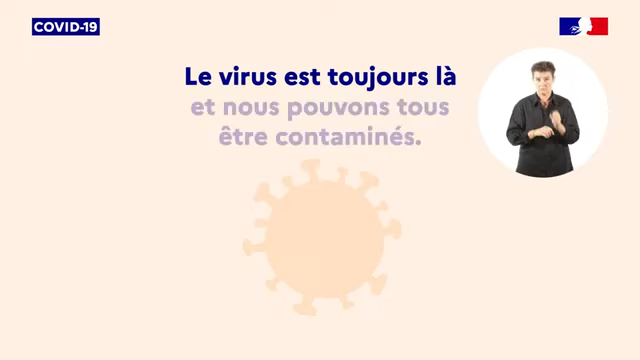 COVID-19
Le virus est toujours là
et nous pouvons tous
être contaminés.